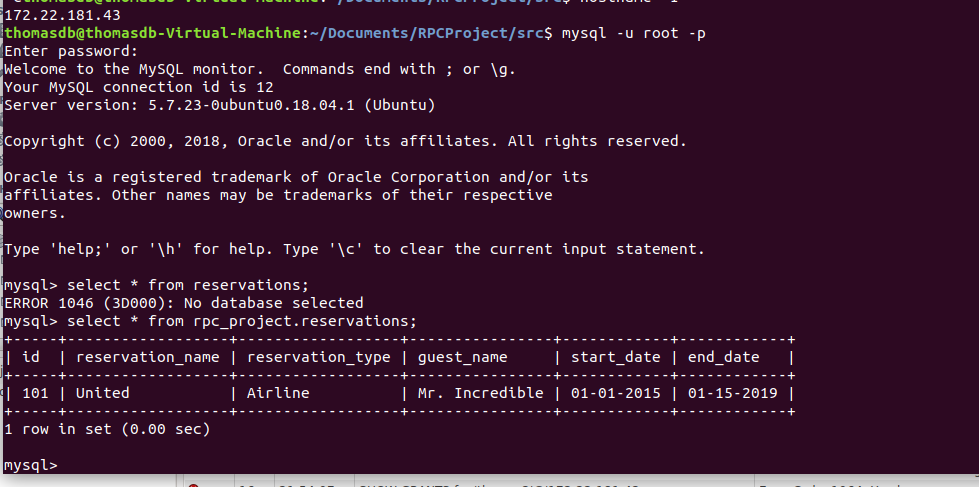 172.22.181.43
thomasdb@thomasdb-Virtual-Machine:~/Documents/RPCProject/src$ mysql -u root -p
Enter password:
Welcome to the MySQL monitor.  Commands end with ; or \g.
Your MySQL connection id is 12
Server version: 5.7.23-0ubuntu0.18.04.1 (Ubuntu)

Copyright (c) 2000, 2018, Oracle and/or its affiliates. All rights reserved.

Oracle is a registered trademark of Oracle Corporation and/or its
affiliates. Other names may be trademarks of their respective
owners.

Type 'help;' or '\h' for help. Type '\c' to clear the current input statement.

mysql> select * from reservations;
ERROR 1046 (3D000): No database selected
mysql> select * from rpc_project.reservations;
+-----+------------------+------------------+----------------+------------+------------+
| id  | reservation_name | reservation_type | guest_name     | start_date | end_date   |
+-----+------------------+------------------+----------------+------------+------------+
| 101 | United           | Airline          | Mr. Incredible | 01-01-2015 | 01-15-2019 |
+-----+------------------+------------------+----------------+------------+------------+
1 row in set (0.00 sec)

mysql>